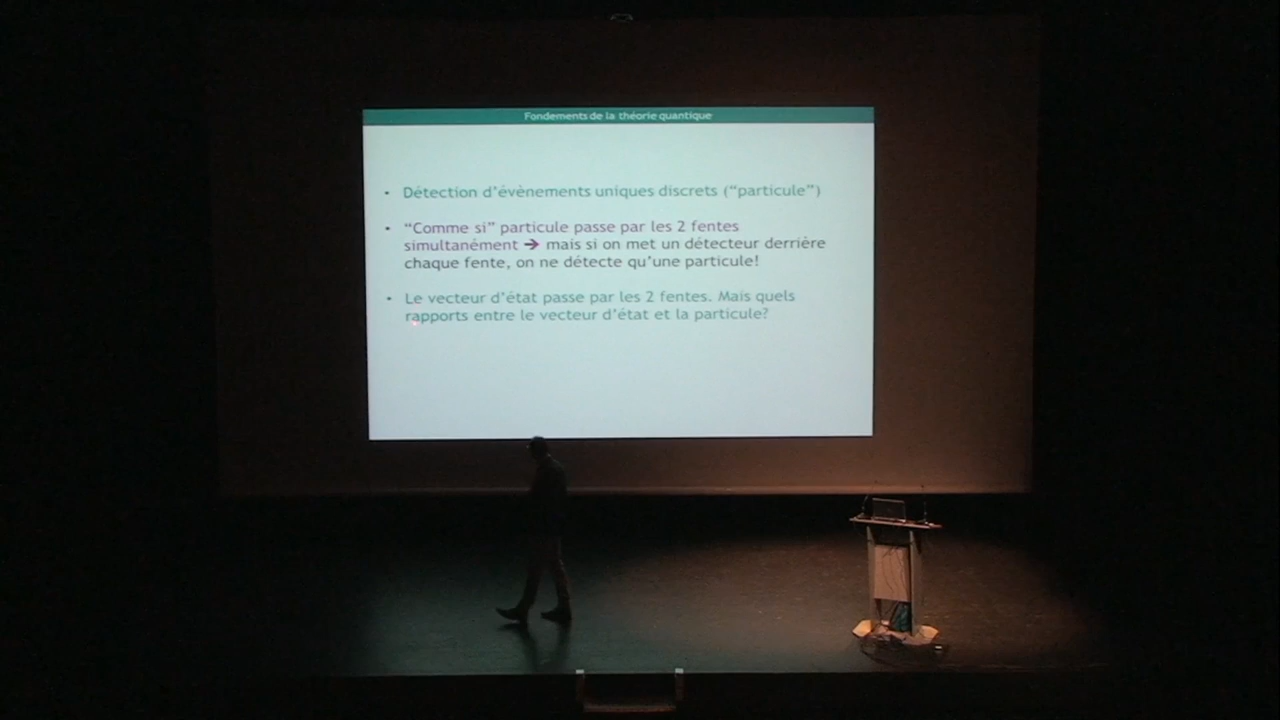 Fondements de la théorie quantique
• Détection d'évènements uniques discrets (“particule”)
• “Comme si” particule passe par les 2 fentes
simultanément ➔ mais si on met un détecteur derrière
chaque fente, on ne détecte qu'une particule!
• Le vecteur d'état passe par les 2 fentes. Mais quels
rapports entre le vecteur d'état et la particule?